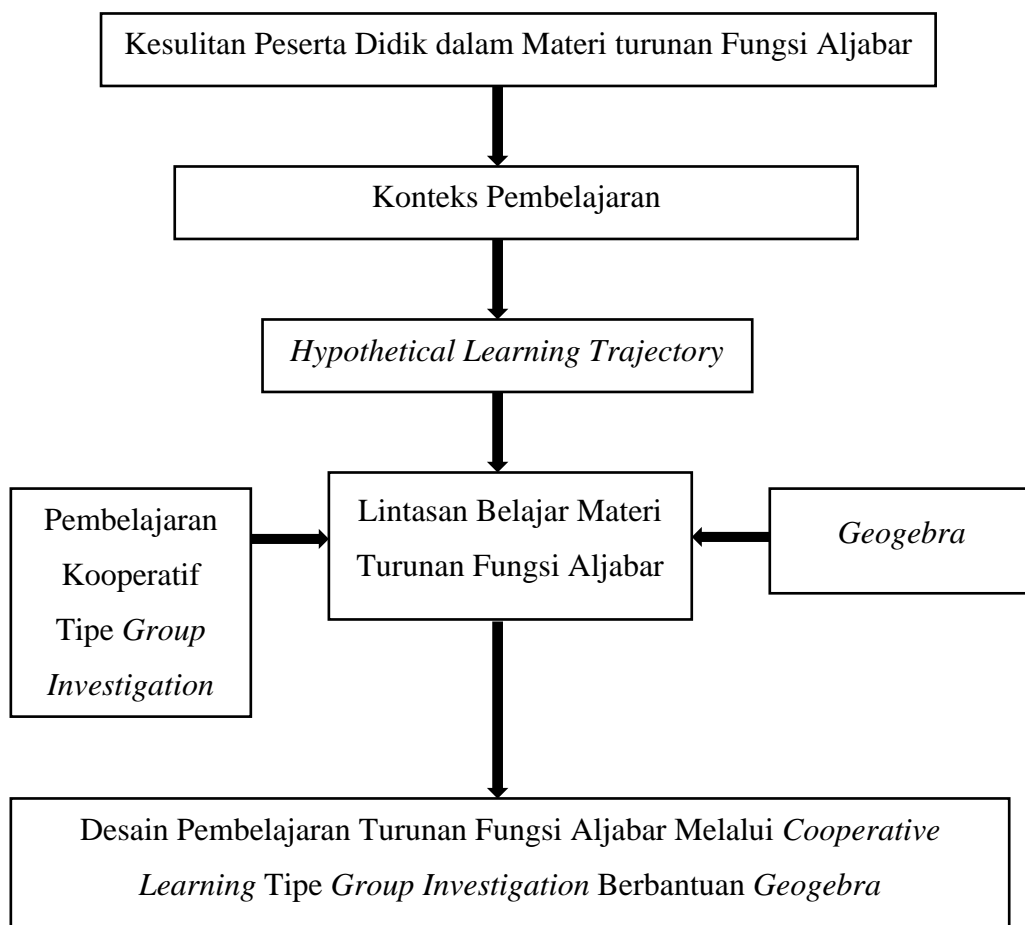 Kesulitan Peserta Didik dalam Materi turunan Fungsi Aljabar
Konteks Pembelajaran
Hypothetical Learning Trajectory
Pembelajaran
Kooperatif
Tipe Group
Investigation
Lintasan Belajar Materi
Turunan Fungsi Aljabar
Geogebra
Desain Pembelajaran Turunan Fungsi Aljabar Melalui Cooperative
Learning Tipe Group Investigation Berbantuan Geogebra